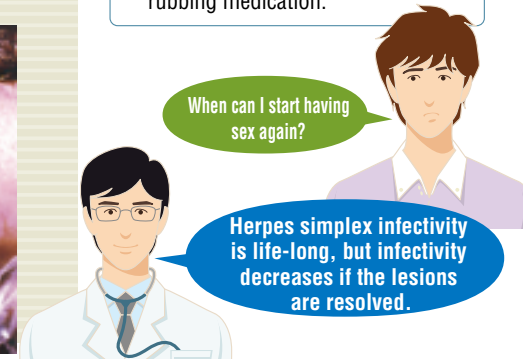 rubbing medication.
When can I start having
sex again?
Herpes simplex infectivity
is life-long, but infectivity
decreases if the lesions
are resolved.